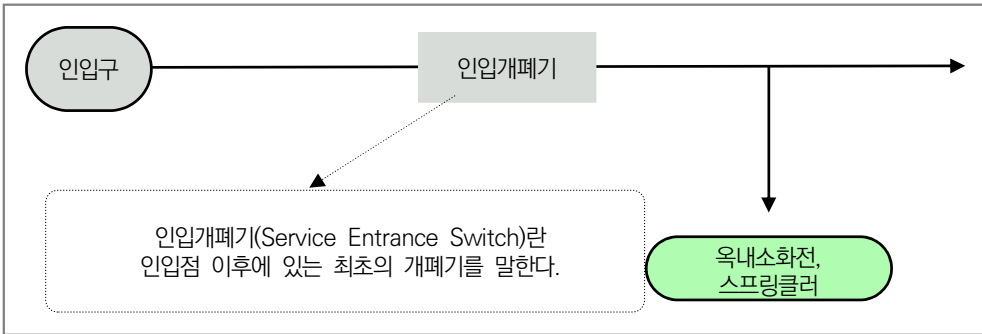 인입구
인입개폐기
인입개폐기(Service Entrance Switch)란
인입점 이후에 있는 최초의 개폐기를 말한다.
옥내소화전,
스프링클러